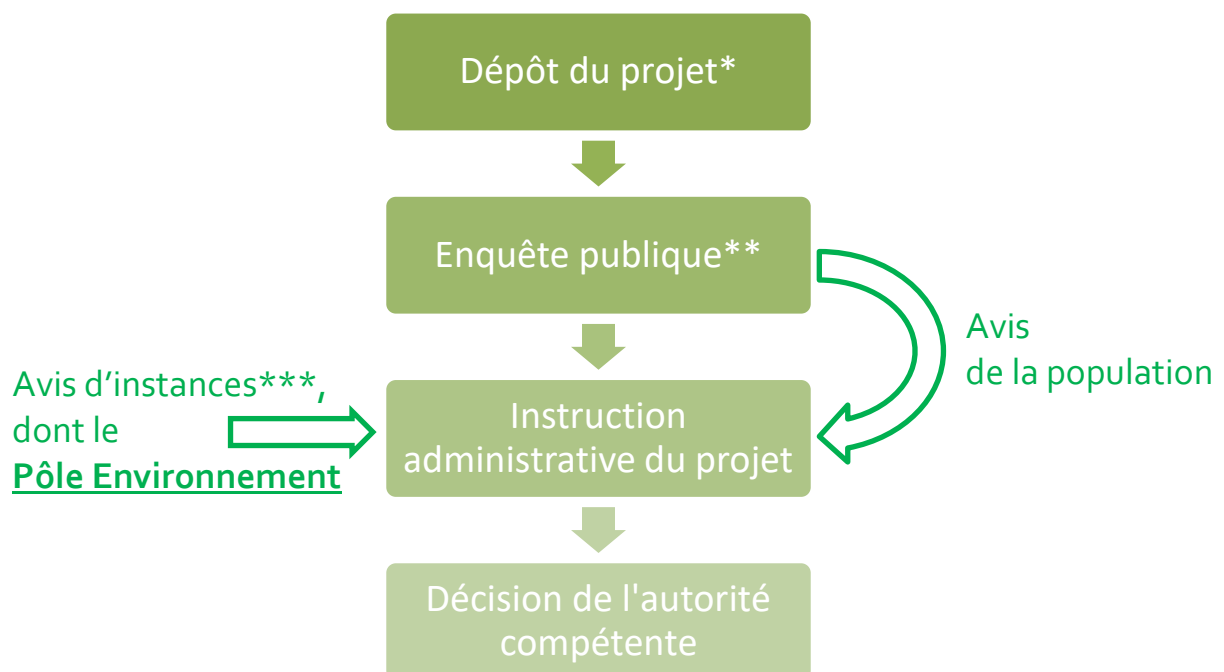 Dépôt du projet*
Enquête publique**
Avis
de la population
Avis d’instances***,
dont le
Pôle Environnement
Instruction
administrative du projet
Décision de l'autorité
compétente